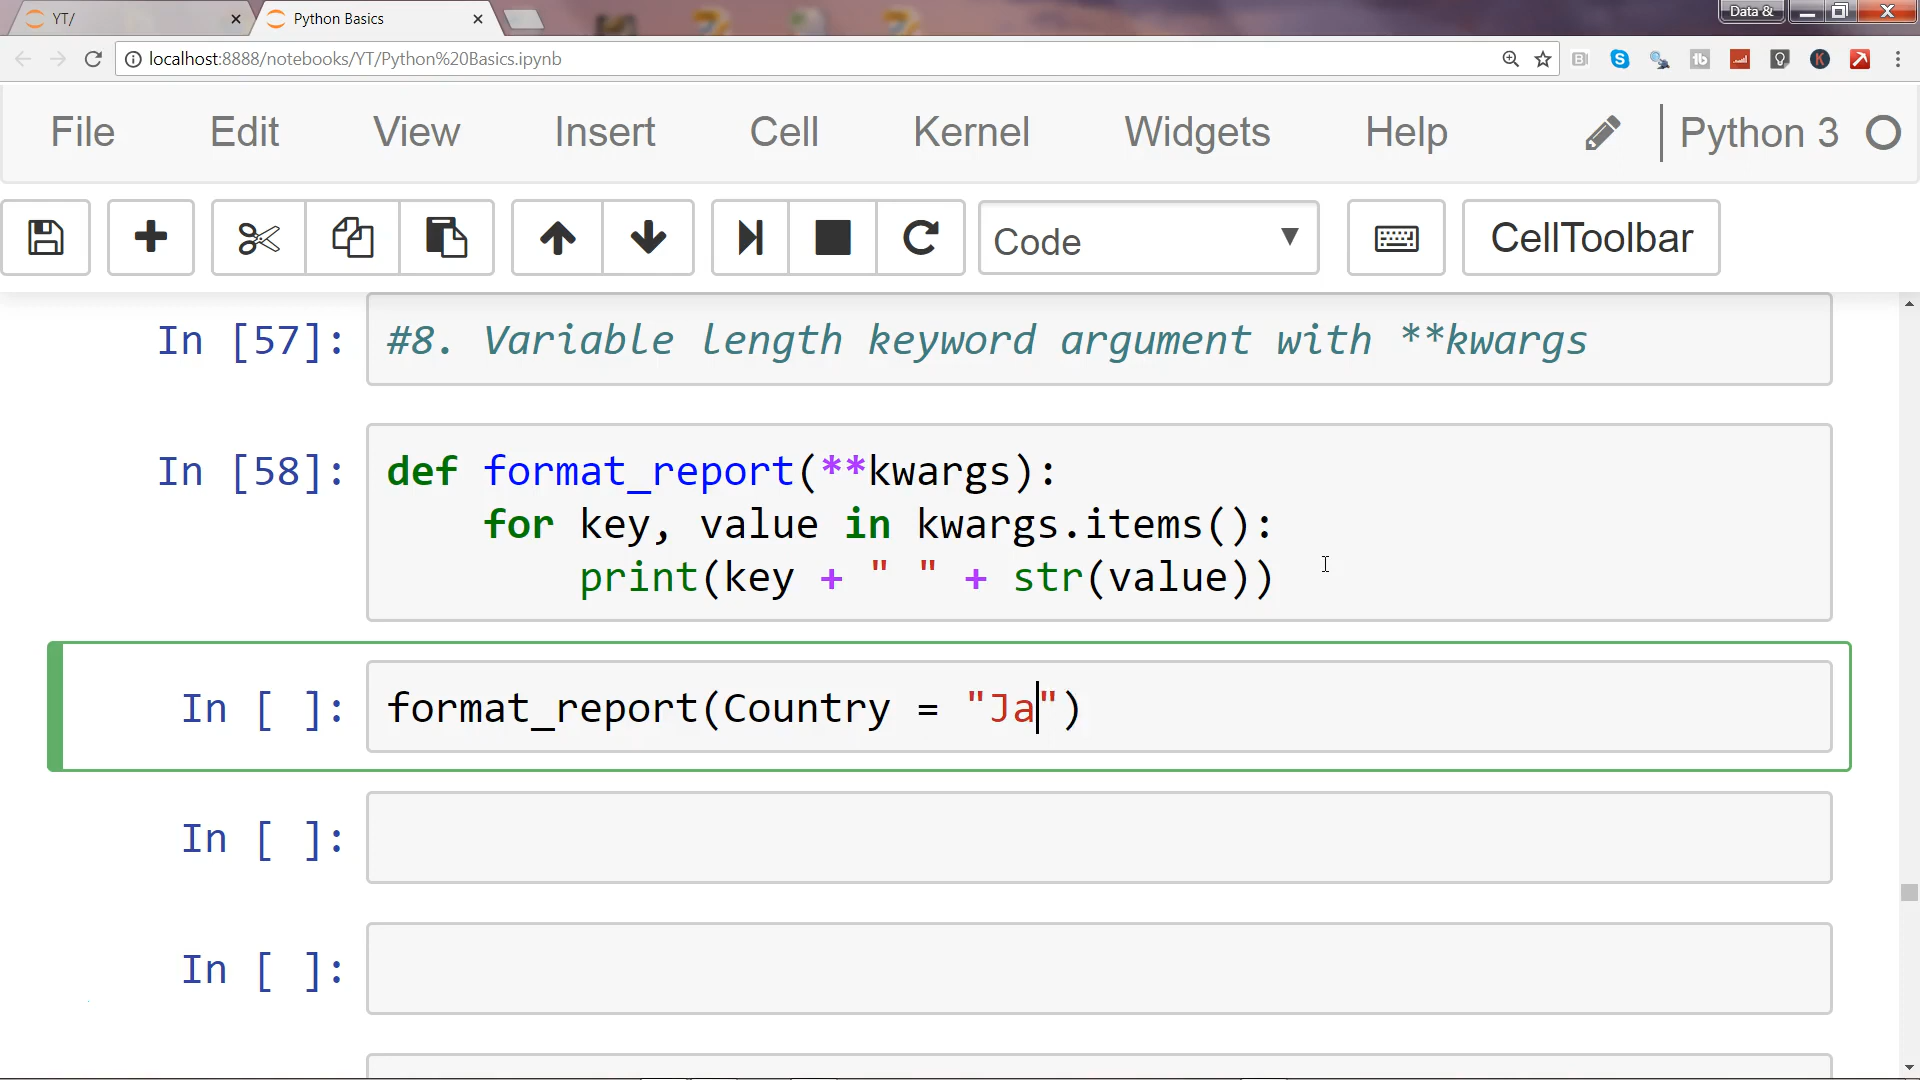 YT/
Python Basics
Data &
localhost:8888/notebooks/YT/Python%20Basics.ipynb
File Edit View Insert Cell Kernel Widgets Help Python 3
Code CellToolbar
In [57]: #8. Variable length keyword argument with **kwargs
In [58]: def format_report(**kwargs):
for key, value in kwargs.items():
print(key + " " + str(value))
In [ ]: format_report(Country = "Ja")
In [ ]:
In [ ]: